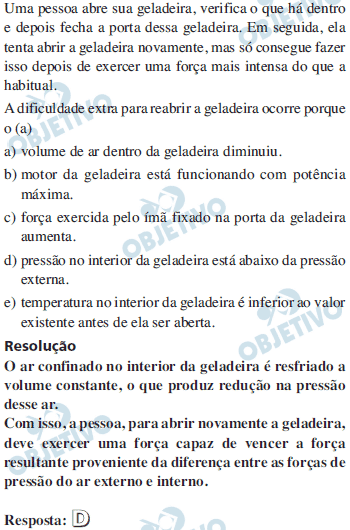 Uma pessoa abre sua geladeira, verifica o que há dentro
e depois fecha a porta dessa geladeira. Em seguida, ela
tenta abrir a geladeira novamente, mas só consegue fazer
isso depois de exercer uma força mais intensa do que a
habitual.
A dificuldade extra para reabrir a geladeira ocorre porque
o (a)
a) volume de ar dentro da geladeira diminuiu.
b) motor da geladeira está funcionando com potência
máxima.
c) força exercida pelo ímã fixado na porta da geladeira
aumenta.
d) pressão no interior da geladeira está abaixo da pressão
externa.
e) temperatura no interior da geladeira é inferior ao valor
existente antes de ela ser aberta.
Resolução
O ar confinado no interior da geladeira é resfriado a
volume constante, o que produz redução na pressão
desse ar.
Com isso, a pessoa, para abrir novamente a geladeira,
deve exercer uma força capaz de vencer a força
resultante proveniente da diferença entre as forças de
pressão do ar externo e interno.
Resposta: D
OBJETIVO
OBJETIVO
OBJETIVO
OBJETIVO
OBJETIVO